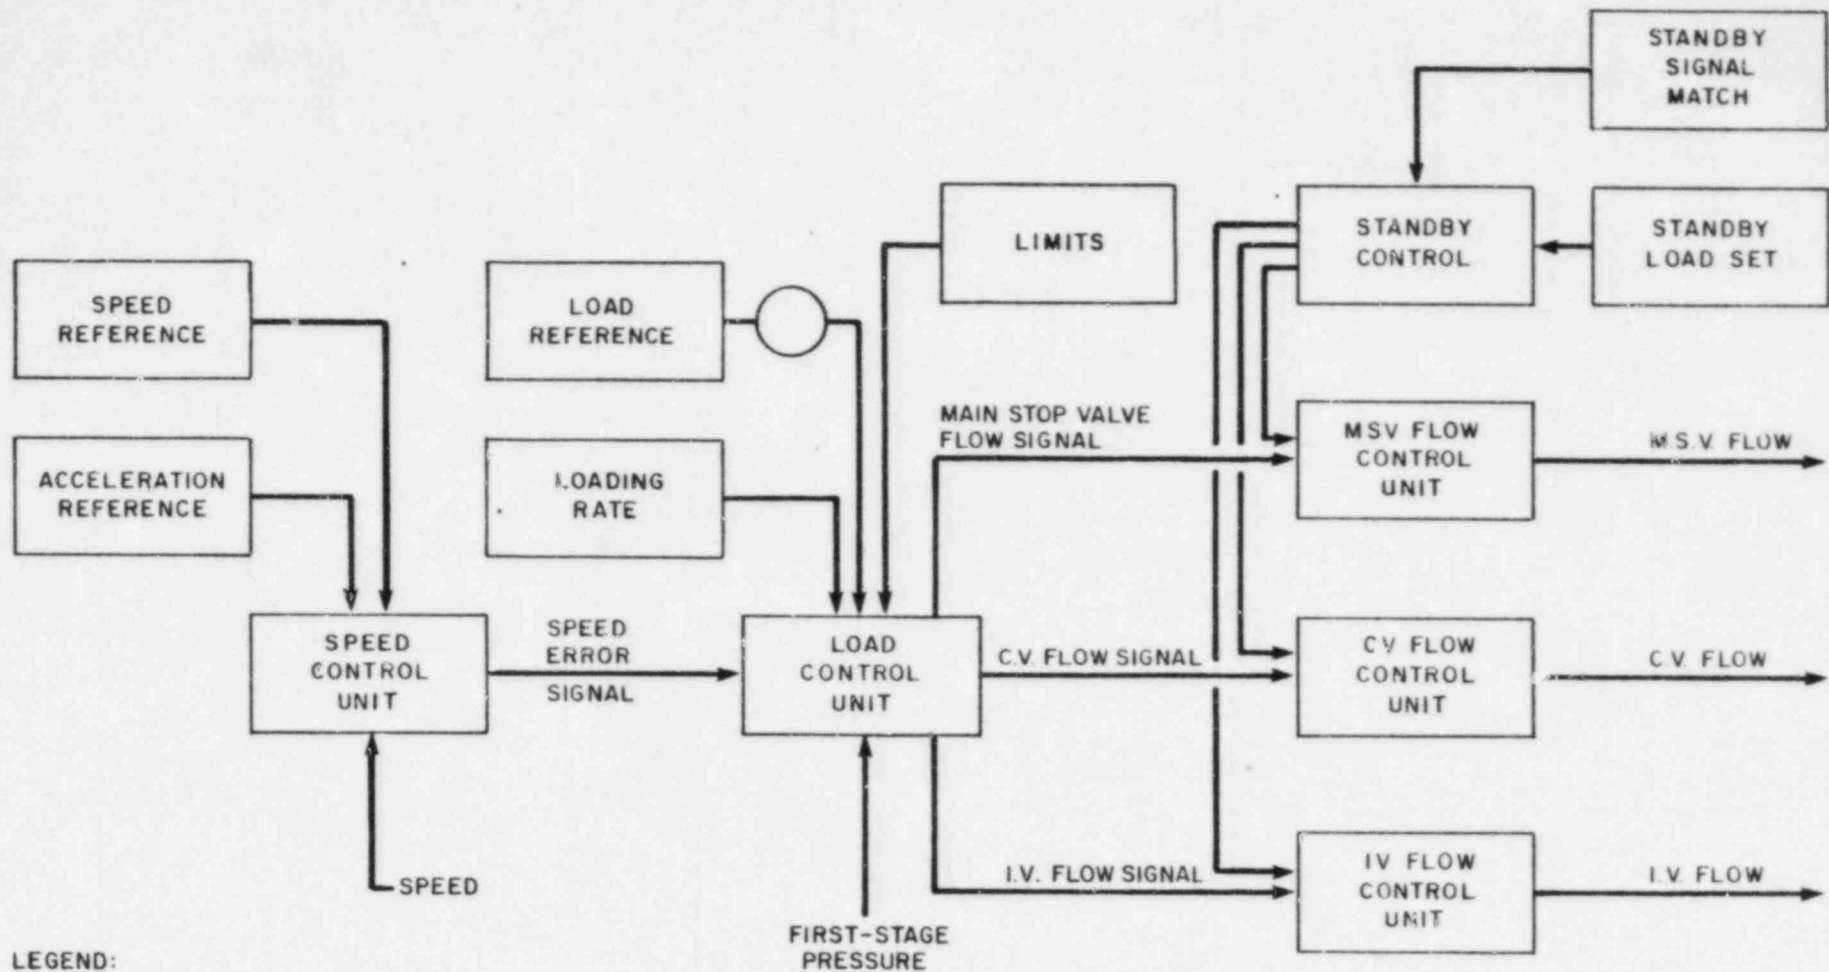 STANDBY
SIGNAL
MATCH
STANDBY
CONTROL
STANDBY
LOAD SET
LIMITS
SPEED
REFERENCE
LOAD
REFERENCE
MAIN STOP VALVE
FLOW SIGNAL
MSV FLOW
CONTROL
UNIT
M.S.V. FLOW
ACCELERATION
REFERENCE
LOADING
RATE
SPEED
CONTROL
UNIT
SPEED
ERROR
SIGNAL
LOAD
CONTROL
UNIT
C.V. FLOW SIGNAL
CV FLOW
CONTROL
UNIT
C.V. FLOW
SPEED
I.V. FLOW SIGNAL
IV FLOW
CONTROL
UNIT
I.V. FLOW
FIRST-STAGE
PRESSURE
LEGEND: